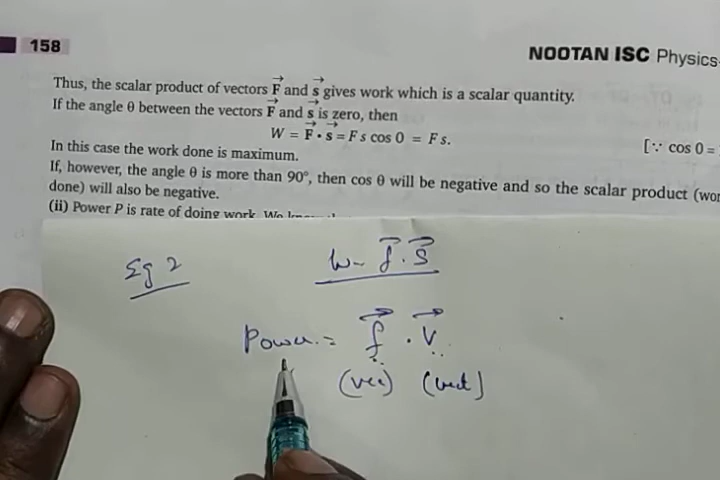 158
NOOTAN ISC Physics-
Thus, the scalar product of vectors F⃗ and s⃗ gives work which is a scalar quantity.
If the angle θ between the vectors F⃗ and s⃗ is zero, then
W = F⃗ • s⃗ = F s cos 0 = F s.
[∵ cos 0 =
In this case the work done is maximum.
If, however, the angle θ is more than 90°, then cos θ will be negative and so the scalar product (wor
done) will also be negative.
(ii) Power P is rate of doing work. We
Eg 2
W = f⃗ . s⃗
Power = f⃗ . v⃗
(vec) (vect)